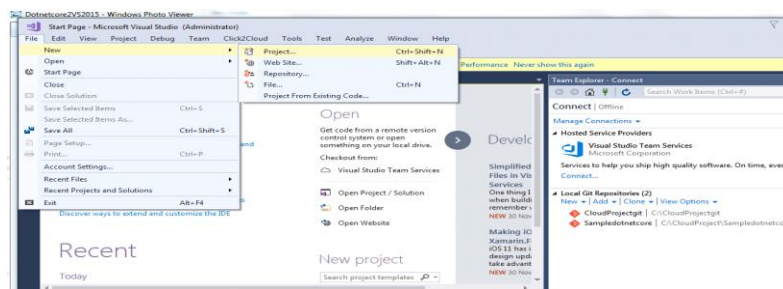 Dotnetcore2VS2015 - Windows Photo Viewer
Start Page - Microsoft Visual Studio (Administrator)
File Edit View Project Debug Team Click2Cloud Tools Test Analyze Window Help
New
Open
Start Page
Close
Close Solution
Save Selected Items Ctrl+S
Save Selected Items As...
Save All Ctrl+Shift+S
Page Setup...
Print... Ctrl+P
Account Settings...
Recent Files
Recent Projects and Solutions
Exit Alt+F4
Project... Ctrl+Shift+N
Web Site... Shift+Alt+N
Repository...
File... Ctrl+N
Project From Existing Code...
Performance Never show this again
and
Discover ways to extend and customize the IDE
Recent
Today
Open
Get code from a remote version
control system or open
something on your local drive.
Checkout from:
Visual Studio Team Services
Open Project / Solution
Open Folder
Open Website
New project
Search project templates
Develo
Simplified
Files in Vis
Services
One thing I
when buildi
remember v
NEW 30 Nov
Making iO
Xamarin.F
iOS 11 has i
design upda
take advant
NEW 30 Nov
Team Explorer - Connect
Search Work Items (Ctrl+')
Connect | Offline
Manage Connections
Hosted Service Providers
Visual Studio Team Services
Microsoft Corporation
Services to help you ship high quality software. On time, ever
Connect...
Local Git Repositories (2)
New | Add | Clone | View Options
CloudProjectgit | C:\CloudProjectgit
Sampledotnetcore | C:\CloudProject\Sampledotnetco